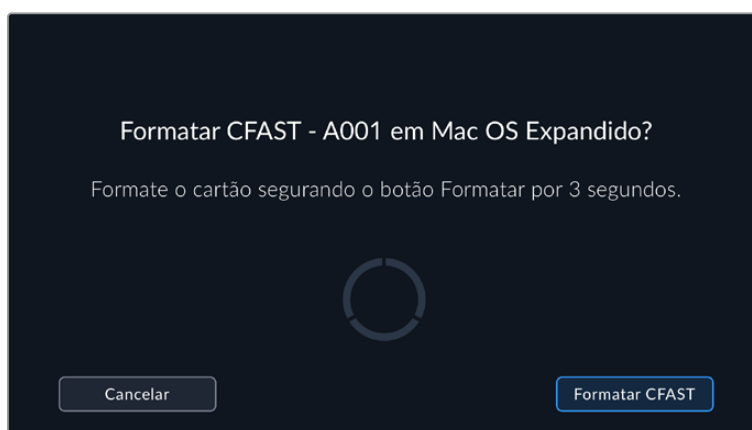 Formatar CFAST - A001 em Mac OS Expandido?
Formate o cartão segurando o botão Formatar por 3 segundos.
Cancelar
Formatar CFAST